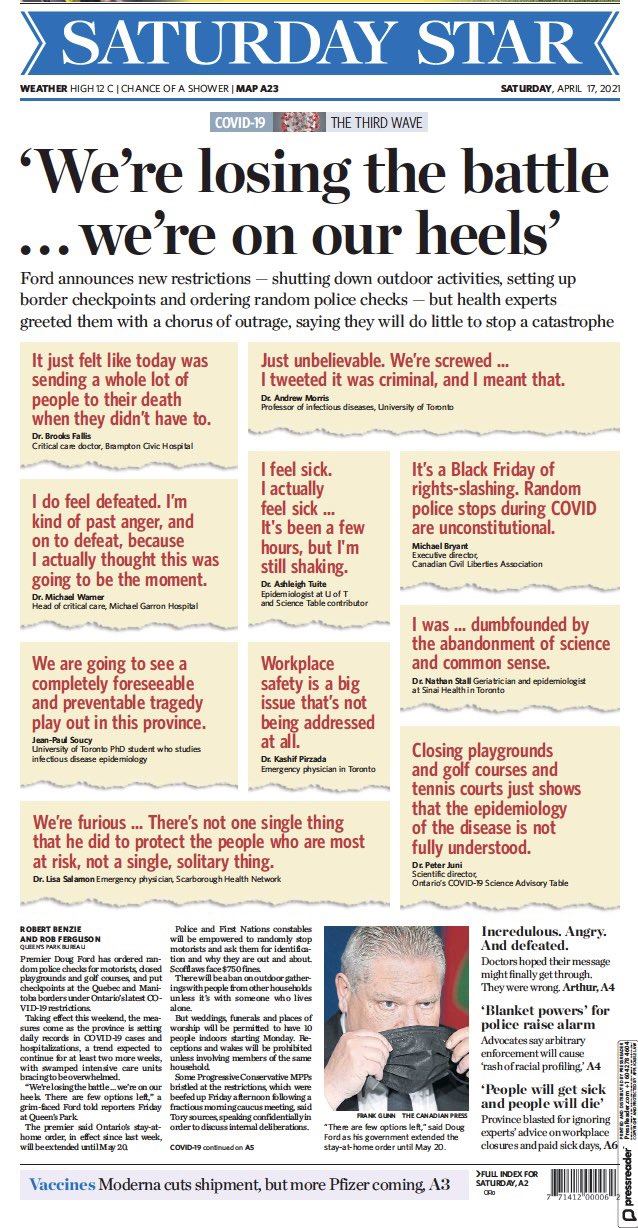 SATURDAY STAR
WEATHER HIGH 12 C | CHANCE OF A SHOWER | MAP A23
SATURDAY, APRIL 17, 2021
COVID-19 THE THIRD WAVE
‘We’re losing the battle
... we’re on our heels’
Ford announces new restrictions — shutting down outdoor activities, setting up
border checkpoints and ordering random police checks — but health experts
greeted them with a chorus of outrage, saying they will do little to stop a catastrophe
It just felt like today was
sending a whole lot of
people to their death
when they didn’t have to.
Dr. Brooks Fallis
Critical care doctor, Brampton Civic Hospital
Just unbelievable. We’re screwed ...
I tweeted it was criminal, and I meant that.
Dr. Andrew Morris
Professor of infectious diseases, University of Toronto
I do feel defeated. I’m
kind of past anger, and
on to defeat, because
I actually thought this was
going to be the moment.
Dr. Michael Warner
Head of critical care, Michael Garron Hospital
I feel sick.
I actually
feel sick ...
It's been a few
hours, but I'm
still shaking.
Dr. Ashleigh Tuite
Epidemiologist at U of T
and Science Table contributor
It’s a Black Friday of
rights-slashing. Random
police stops during COVID
are unconstitutional.
Michael Bryant
Executive director,
Canadian Civil Liberties Association
I was ... dumbfounded by
the abandonment of science
and common sense.
Dr. Nathan Stall Geriatrician and epidemiologist
at Sinai Health in Toronto
We are going to see a
completely foreseeable
and preventable tragedy
play out in this province.
Jean-Paul Soucy
University of Toronto PhD student who studies
infectious disease epidemiology
Workplace
safety is a big
issue that’s not
being addressed
at all.
Dr. Kashif Pirzada
Emergency physician in Toronto
Closing playgrounds
and golf courses and
tennis courts just shows
that the epidemiology
of the disease is not
fully understood.
Dr. Peter Juni
Scientific director,
Ontario’s COVID-19 Science Advisory Table
We’re furious ... There’s not one single thing
that he did to protect the people who are most
at risk, not a single, solitary thing.
Dr. Lisa Salamon Emergency physician, Scarborough Health Network
ROBERT BENZIE
AND ROB FERGUSON
QUEEN’S PARK BUREAU
Premier Doug Ford has ordered ran-
dom police checks for motorists, closed
playgrounds and golf courses, and put
checkpoints at the Quebec and Mani-
toba borders under Ontario’s latest CO-
VID-19 restrictions.
Taking effect this weekend, the mea-
sures come as the province is setting
daily records in COVID-19 cases and
hospitalizations, a trend expected to
continue for at least two more weeks,
with swamped intensive care units
bracing to be overwhelmed.
“We’re losing the battle ... we’re on our
heels. There are few options left,” a
grim-faced Ford told reporters Friday
at Queen’s Park.
The premier said Ontario’s stay-at-
home order, in effect since last week,
will be extended until May 20.
Police and First Nations constables
will be empowered to randomly stop
motorists and ask them for identifica-
tion and why they are out and about.
Scofflaws face $750 fines.
There will be a ban on outdoor gather-
ings with people from other households
unless it’s with someone who lives
alone.
But weddings, funerals and places of
worship will be permitted to have 10
people indoors starting Monday. Re-
ceptions and wakes will be prohibited
unless involving members of the same
household.
Some Progressive Conservative MPPs
bristled at the restrictions, which were
beefed up Friday afternoon following a
fractious morning caucus meeting, said
Tory sources, speaking confidentially in
order to discuss internal deliberations.
COVID-19 continued on A5
FRANK GUNN THE CANADIAN PRESS
“There are few options left,” said Doug
Ford as his government extended the
stay-at-home order until May 20.
Incredulous. Angry.
And defeated.
Doctors hoped their message
might finally get through.
They were wrong. Arthur, A4
‘Blanket powers’ for
police raise alarm
Advocates say arbitrary
enforcement will cause
‘rash of racial profiling,’ A4
‘People will get sick
and people will die’
Province blasted for ignoring
experts’ advice on workplace
closures and paid sick days, A6
Vaccines Moderna cuts shipment, but more Pfizer coming, A3
>FULL INDEX FOR
SATURDAY, A2
7 71412 00006 2
PRINTED AND DISTRIBUTED BY PRESSREADER
PressReader.com +1 604 278 4604
pressreader